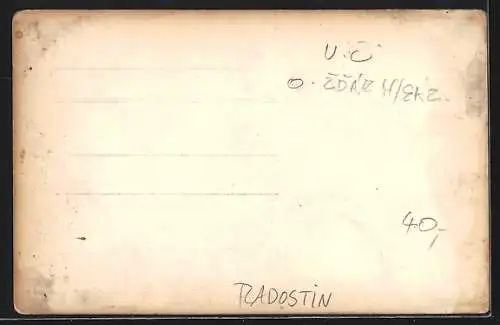 V. Č
O. ŽĎÁR N/SÁZ.
40,-
RADOSTIN